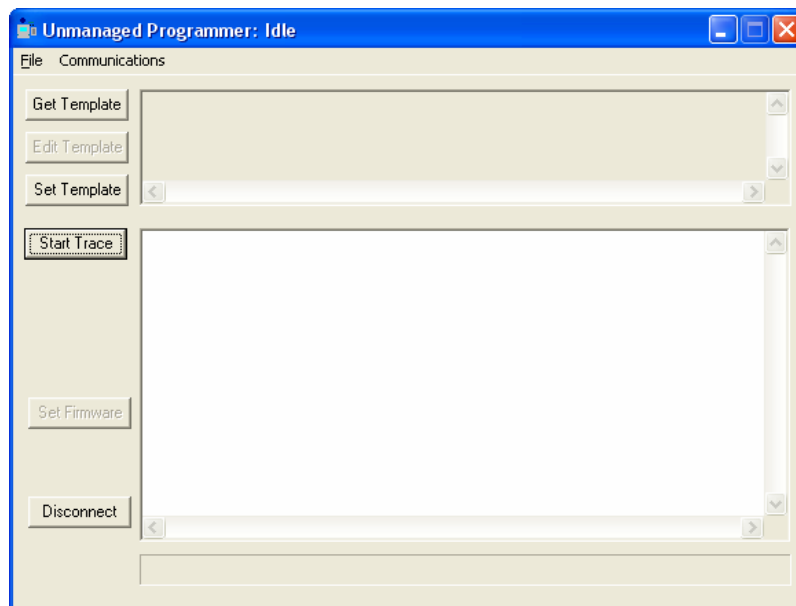 Unmanaged Programmer: Idle
File Communications
Get Template
Edit Template
Set Template
Start Trace
Set Firmware
Disconnect